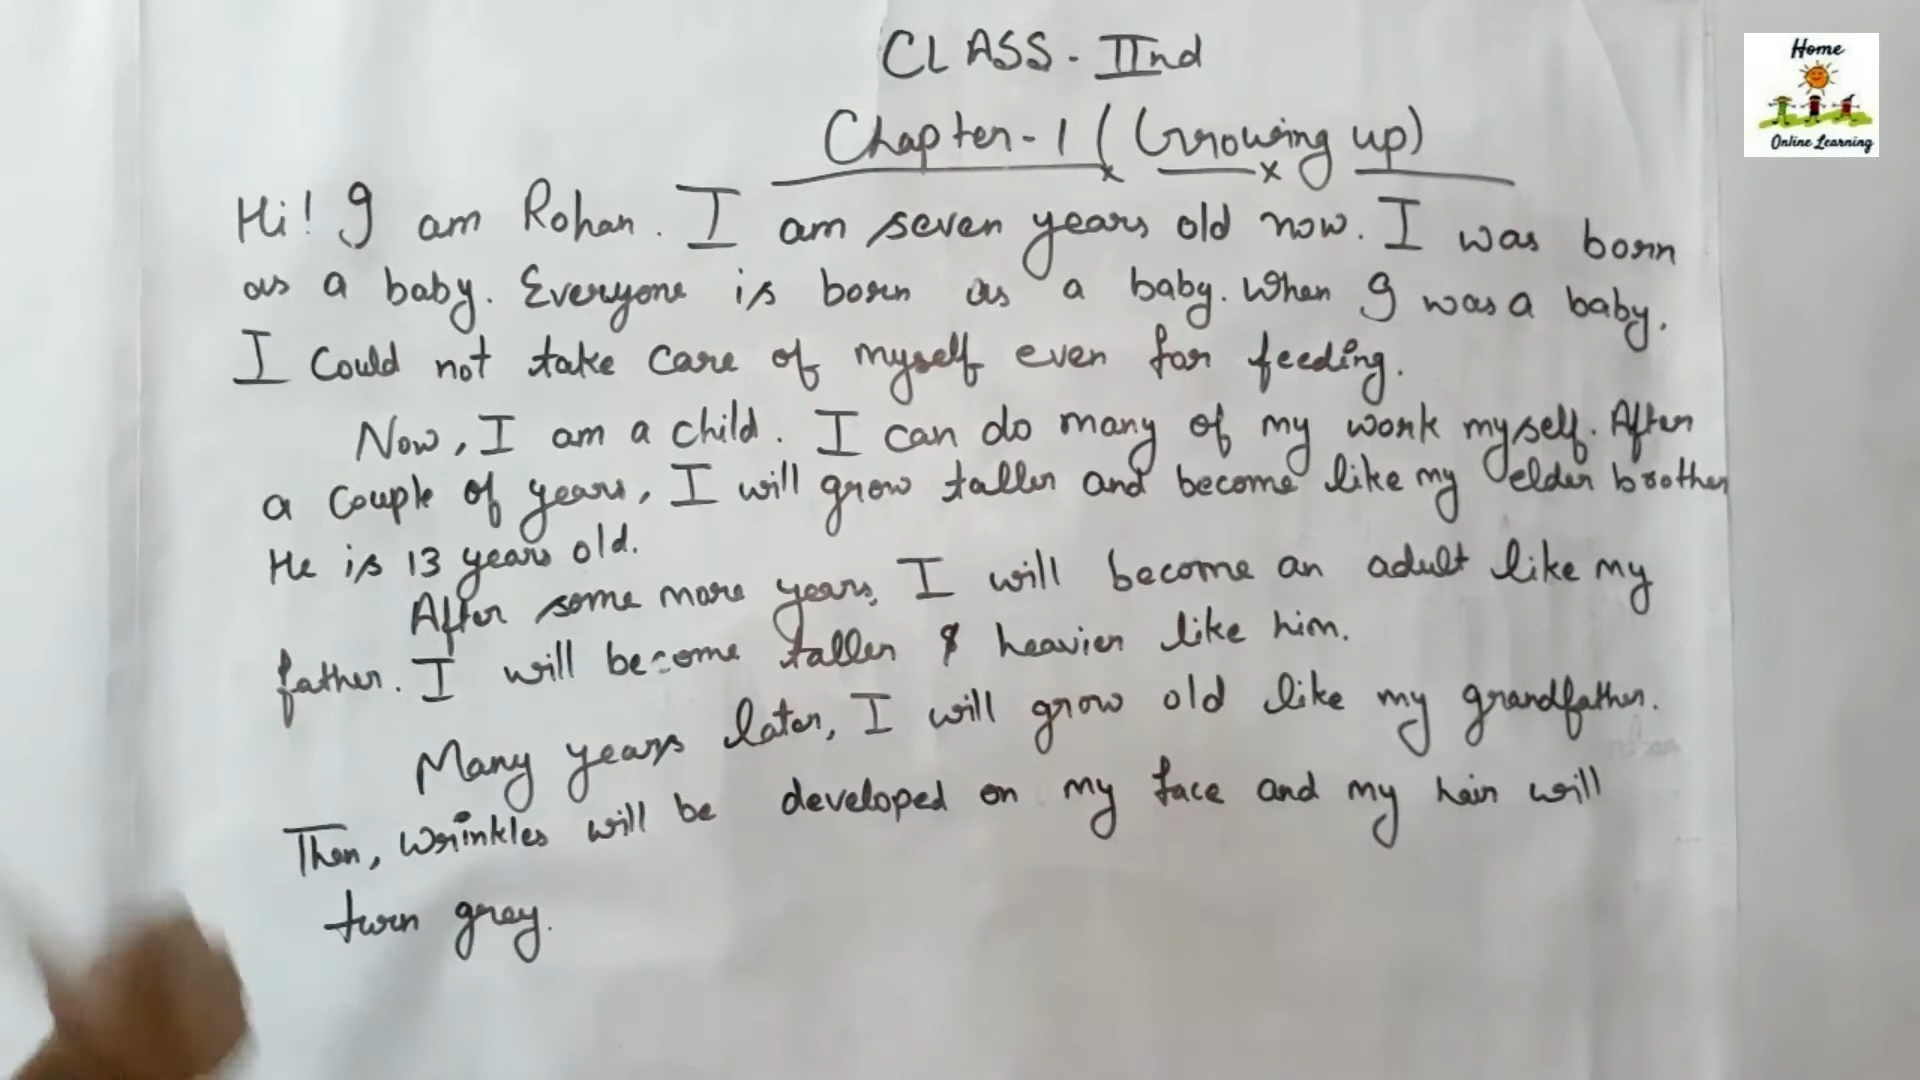 CLASS - IInd
Chapter - 1 (Growing up)
Hi! I am Rohan. I am seven years old now. I was born
as a baby. Everyone is born as a baby. When I was a baby.
I could not take care of myself even for feeding.
Now, I am a child. I can do many of my work myself. After
a couple of years, I will grow taller and become like my elder brother
He is 13 years old.
After some more years, I will become an adult like my
father. I will become taller & heavier like him.
Many years later, I will grow old like my grandfather.
Then, wrinkles will be developed on my face and my hair will
turn gray.
Home
Online Learning